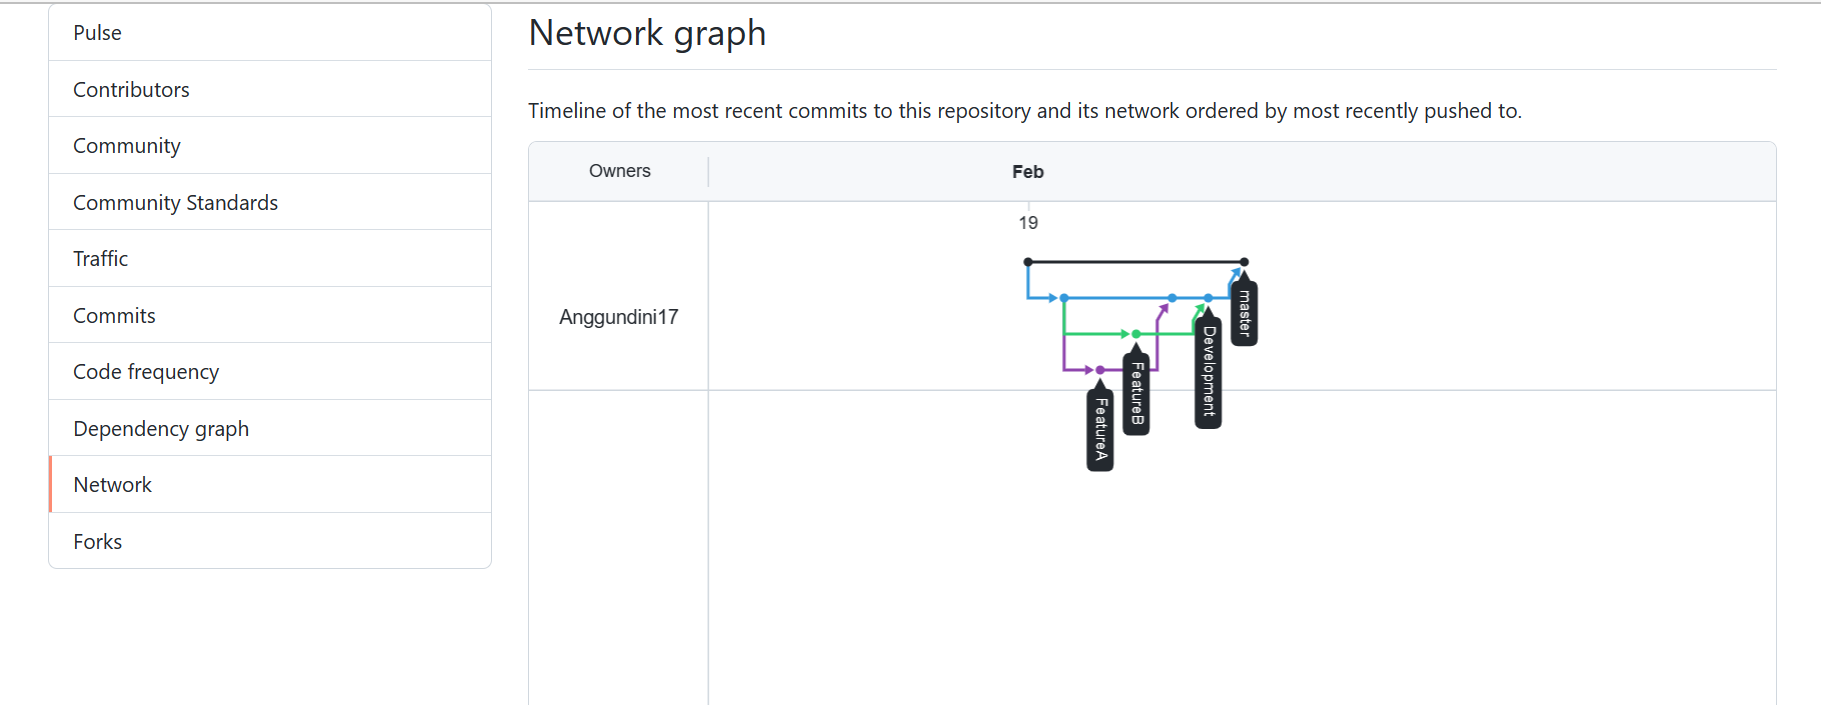 Pulse
Contributors
Community
Community Standards
Traffic
Commits
Code frequency
Dependency graph
Network
Forks
Network graph
Timeline of the most recent commits to this repository and its network ordered by most recently pushed to.
Owners
Feb
19
Anggundini17
master
Development
FeatureB
FeatureA